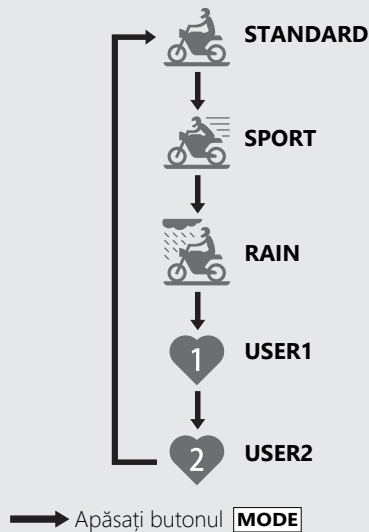 STANDARD
SPORT
RAIN
1 USER1
2 USER2
Apăsați butonul MODE